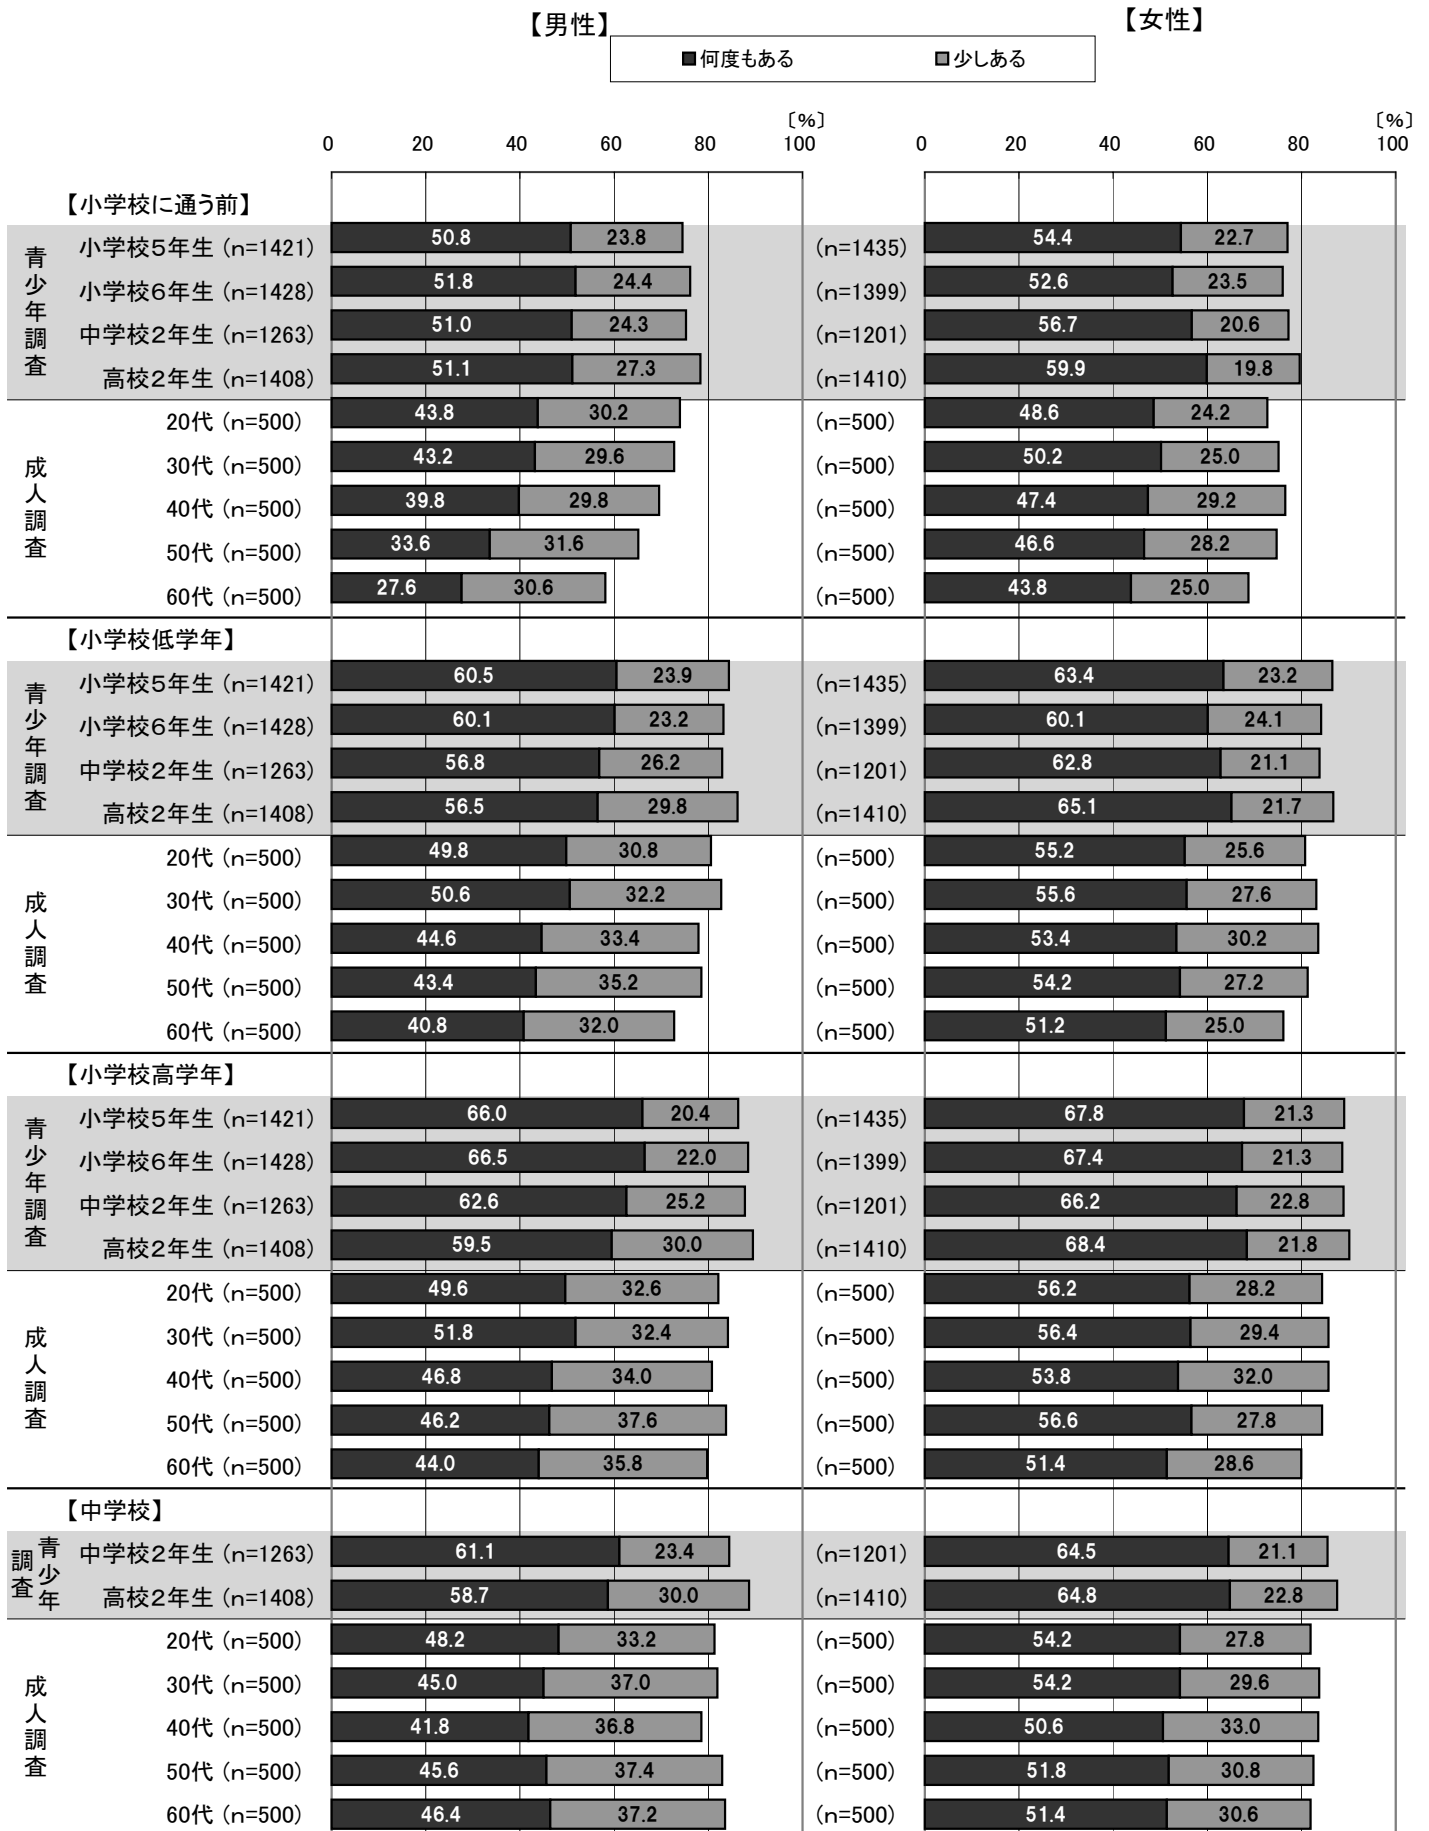 【男性】 【女性】
■何度もある ■少しある
〔%〕 〔%〕
0 20 40 60 80 100 0 20 40 60 80 100
【小学校に通う前】
青少年調査
小学校5年生 (n=1421) 50.8 23.8 (n=1435) 54.4 22.7
小学校6年生 (n=1428) 51.8 24.4 (n=1399) 52.6 23.5
中学校2年生 (n=1263) 51.0 24.3 (n=1201) 56.7 20.6
高校2年生 (n=1408) 51.1 27.3 (n=1410) 59.9 19.8
成人調査
20代 (n=500) 43.8 30.2 (n=500) 48.6 24.2
30代 (n=500) 43.2 29.6 (n=500) 50.2 25.0
40代 (n=500) 39.8 29.8 (n=500) 47.4 29.2
50代 (n=500) 33.6 31.6 (n=500) 46.6 28.2
60代 (n=500) 27.6 30.6 (n=500) 43.8 25.0
【小学校低学年】
青少年調査
小学校5年生 (n=1421) 60.5 23.9 (n=1435) 63.4 23.2
小学校6年生 (n=1428) 60.1 23.2 (n=1399) 60.1 24.1
中学校2年生 (n=1263) 56.8 26.2 (n=1201) 62.8 21.1
高校2年生 (n=1408) 56.5 29.8 (n=1410) 65.1 21.7
成人調査
20代 (n=500) 49.8 30.8 (n=500) 55.2 25.6
30代 (n=500) 50.6 32.2 (n=500) 55.6 27.6
40代 (n=500) 44.6 33.4 (n=500) 53.4 30.2
50代 (n=500) 43.4 35.2 (n=500) 54.2 27.2
60代 (n=500) 40.8 32.0 (n=500) 51.2 25.0
【小学校高学年】
青少年調査
小学校5年生 (n=1421) 66.0 20.4 (n=1435) 67.8 21.3
小学校6年生 (n=1428) 66.5 22.0 (n=1399) 67.4 21.3
中学校2年生 (n=1263) 62.6 25.2 (n=1201) 66.2 22.8
高校2年生 (n=1408) 59.5 30.0 (n=1410) 68.4 21.8
成人調査
20代 (n=500) 49.6 32.6 (n=500) 56.2 28.2
30代 (n=500) 51.8 32.4 (n=500) 56.4 29.4
40代 (n=500) 46.8 34.0 (n=500) 53.8 32.0
50代 (n=500) 46.2 37.6 (n=500) 56.6 27.8
60代 (n=500) 44.0 35.8 (n=500) 51.4 28.6
【中学校】
青少年調査
中学校2年生 (n=1263) 61.1 23.4 (n=1201) 64.5 21.1
高校2年生 (n=1408) 58.7 30.0 (n=1410) 64.8 22.8
成人調査
20代 (n=500) 48.2 33.2 (n=500) 54.2 27.8
30代 (n=500) 45.0 37.0 (n=500) 54.2 29.6
40代 (n=500) 41.8 36.8 (n=500) 50.6 33.0
50代 (n=500) 45.6 37.4 (n=500) 51.8 30.8
60代 (n=500) 46.4 37.2 (n=500) 51.4 30.6